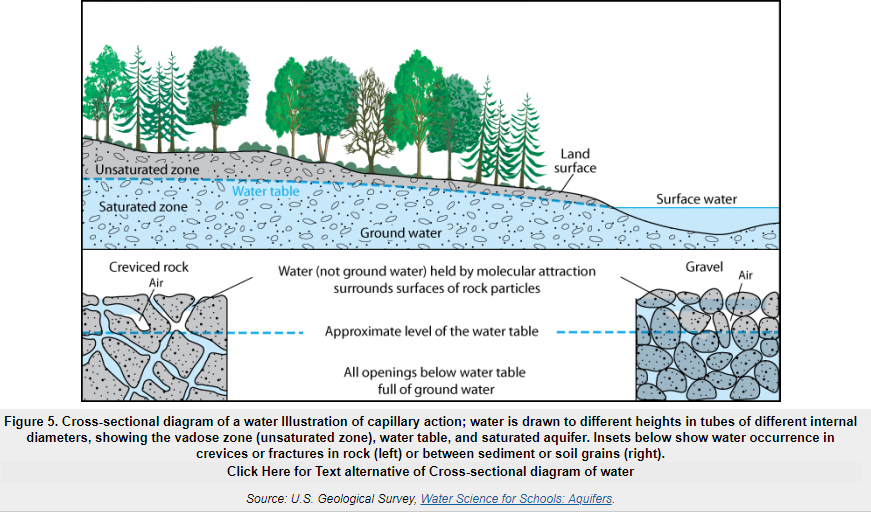 Land
surface
Unsaturated zone
Water table
Surface water
Saturated zone
Ground water
Creviced rock
Air
Water (not ground water) held by molecular attraction
surrounds surfaces of rock particles
Gravel
Air
Approximate level of the water table
All openings below water table
full of ground water
Figure 5. Cross-sectional diagram of a water Illustration of capillary action; water is drawn to different heights in tubes of different internal
diameters, showing the vadose zone (unsaturated zone), water table, and saturated aquifer. Insets below show water occurrence in
crevices or fractures in rock (left) or between sediment or soil grains (right).
Click Here for Text alternative of Cross-sectional diagram of water
Source: U.S. Geological Survey, Water Science for Schools: Aquifers.